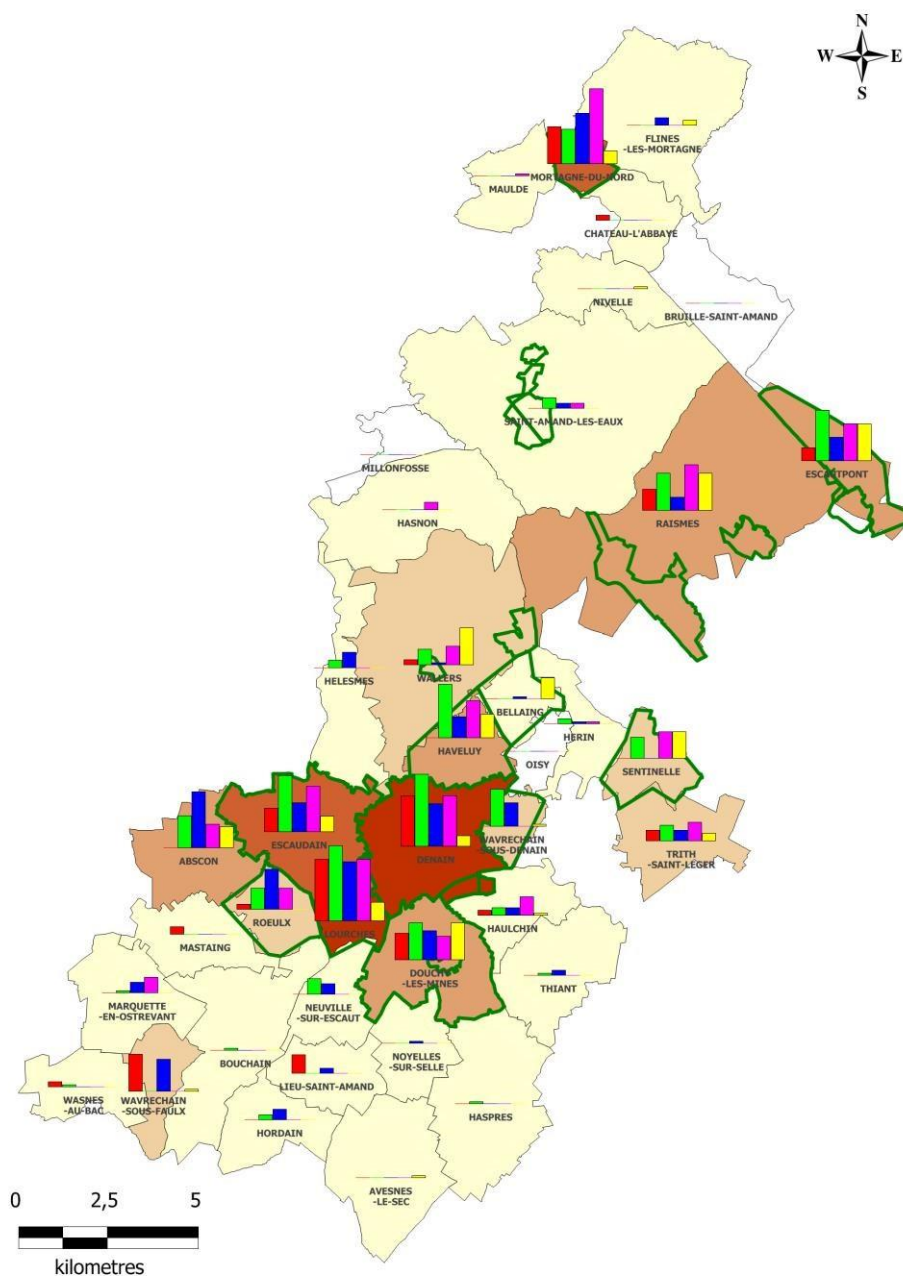 N
W E
S
FLINES
-LES-MORTAGNE
MORTAGNE-DU-NORD
MAULDE
CHATEAU-L'ABBAYE
NIVELLE
BRUILLE-SAINT-AMAND
SAINT-AMAND-LES-EAUX
MILLONFOSSE
ESCAUTPONT
RAISMES
HASNON
HELESMES
WALLERS
BELLAING
HERIN
HAVELUY
OISY
SENTINELLE
ESCAUDAIN
DENAIN
WAVRECHAIN
-SOUS-DENAIN
ABSCON
TRITH
-SAINT-LEGER
ROEULX
LOURCHES
HAULCHIN
MASTAING
DOUCHY
-LES-MINES
THIANT
MARQUETTE
-EN-OSTREVANT
NEUVILLE
-SUR-ESCAUT
BOUCHAIN
NOYELLES
-SUR-SELLE
LIEU-SAINT-AMAND
WASNES
-AU-BAC
WAVRECHAIN
-SOUS-FAULX
HASPRES
HORDAIN
AVESNES
-LE-SEC
0 2,5 5
kilometres